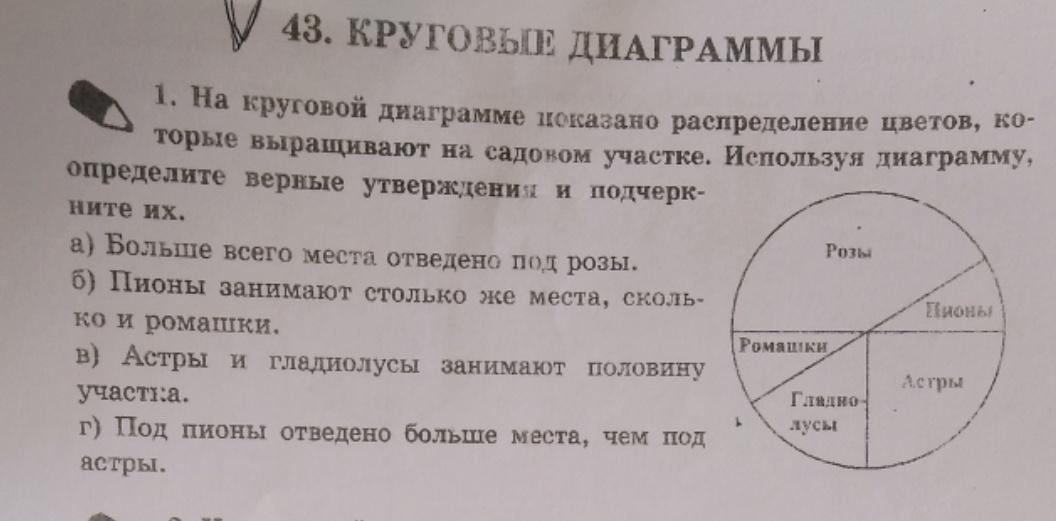 43. КРУГОВЫЕ ДИАГРАММЫ
1. На круговой диаграмме показано распределение цветов, ко-
торые выращивают на садовом участке. Используя диаграмму,
определите верные утверждения и подчерк-
ните их.
а) Больше всего места отведено под розы.
б) Пионы занимают столько же места, сколь-
ко и ромашки.
в) Астры и гладиолусы занимают половину
участка.
г) Под пионы отведено больше места, чем под
астры.
Розы
Пионы
Ромашки
Астры
Гладио-
лусы